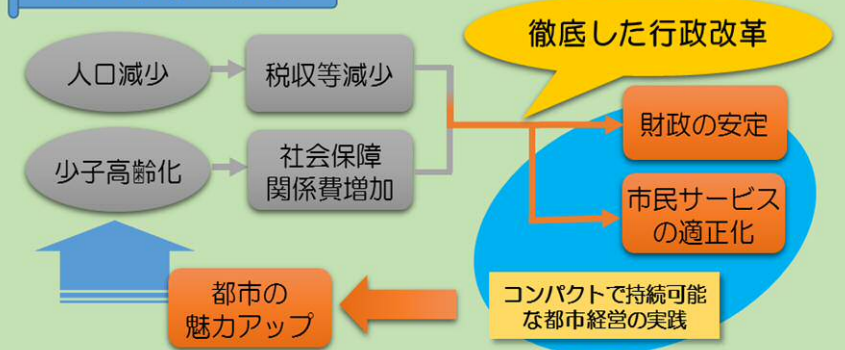 徹底した行政改革
人口減少
税収等減少
財政の安定
少子高齢化
社会保障
関係費増加
市民サービス
の適正化
都市の
魅力アップ
コンパクトで持続可能
な都市経営の実践